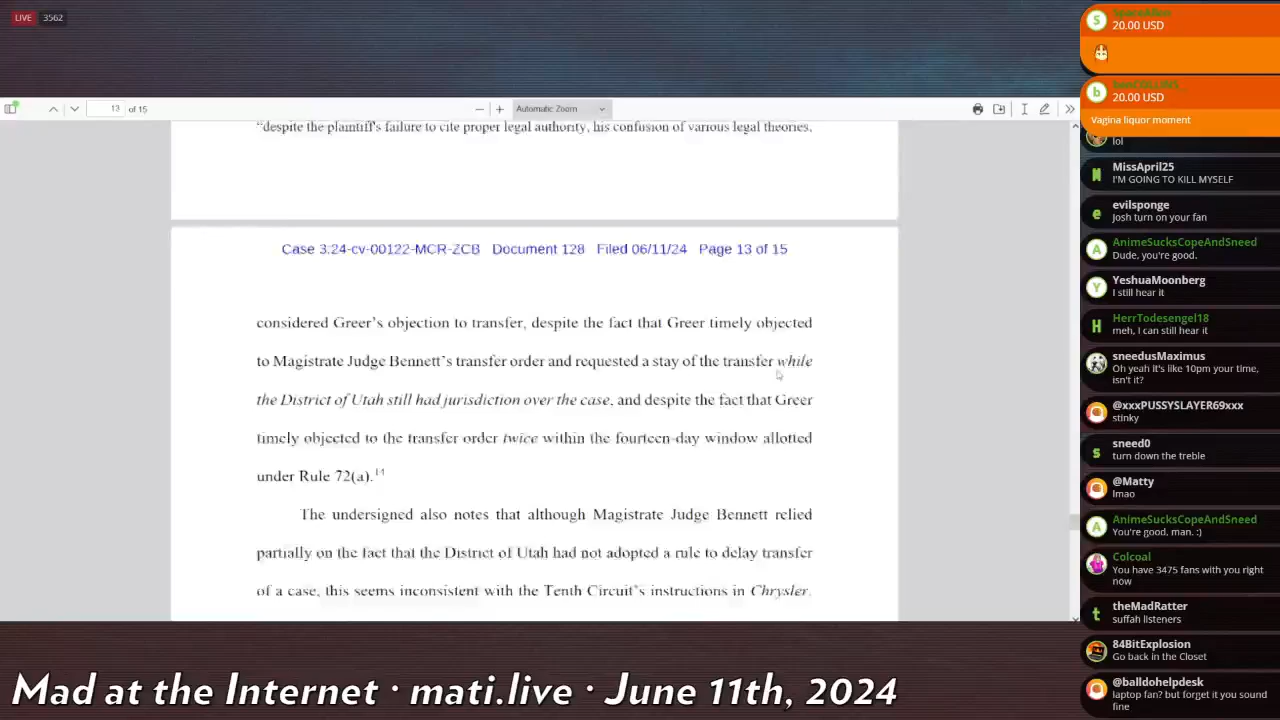 LIVE 3562
13 of 15
Automatic Zoom
"despite the plaintiff's failure to cite proper legal authority, his confusion of various legal theories,
Case 3:24-cv-00122-MCR-ZCB Document 128 Filed 06/11/24 Page 13 of 15
considered Greer's objection to transfer, despite the fact that Greer timely objected
to Magistrate Judge Bennett's transfer order and requested a stay of the transfer while
the District of Utah still had jurisdiction over the case, and despite the fact that Greer
timely objected to the transfer order twice within the fourteen-day window allotted
under Rule 72(a).14
The undersigned also notes that although Magistrate Judge Bennett relied
partially on the fact that the District of Utah had not adopted a rule to delay transfer
of a case, this seems inconsistent with the Tenth Circuit's instructions in Chrysler.
S
SpaceAlien
20.00 USD
b
benCOLLINS
20.00 USD
Vagina liquor moment
lol
MissApril25
I'M GOING TO KILL MYSELF
e
evilsponge
Josh turn on your fan
A
AnimeSucksCopeAndSneed
Dude, you're good.
Y
YeshuaMoonberg
I still hear it
H
HerrTodesengel18
meh, I can still hear it
sneedusMaximus
Oh yeah it's like 10pm your time,
isn't it?
@xxxPUSSYSLAYER69xxx
stinky
s
sneed0
turn down the treble
@Matty
lmao
A
AnimeSucksCopeAndSneed
You're good, man. :)
Colcoal
You have 3475 fans with you right
now
t
theMadRatter
suffah listeners
84BitExplosion
Go back in the Closet
@balldohelpdesk
laptop fan? but forget it you sound
fine
Mad at the Internet · mati.live · June 11th, 2024